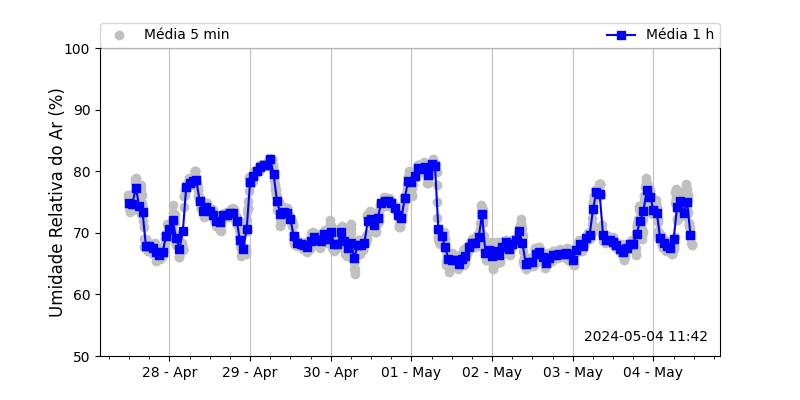 Média 5 min
Média 1 h
Umidade Relativa do Ar (%)
100
90
80
70
60
50
2024-05-04 11:42
28 - Apr
29 - Apr
30 - Apr
01 - May
02 - May
03 - May
04 - May